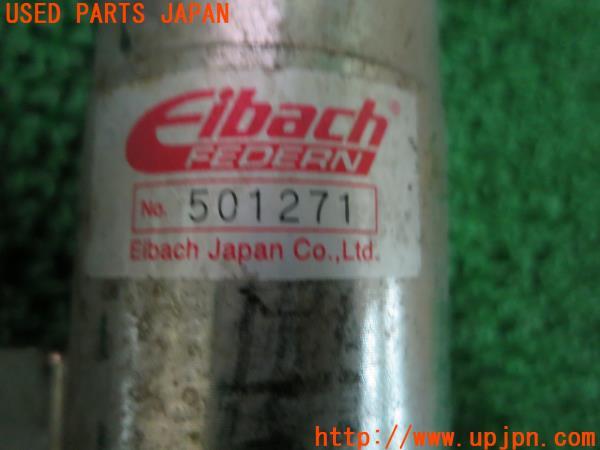 USED PARTS JAPAN
Eibach®
FEDERN
No. 501271
Eibach Japan Co.,Ltd.
http://www.upjpn.com